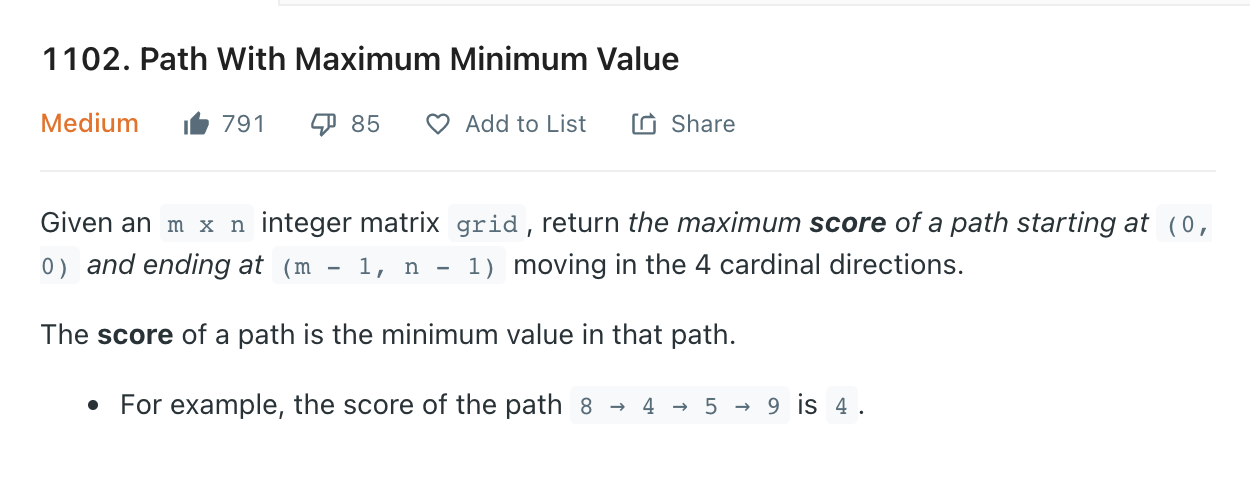 1102. Path With Maximum Minimum Value
Medium 791 85 Add to List Share
Given an m x n integer matrix grid, return the maximum score of a path starting at (0,
0) and ending at (m - 1, n - 1) moving in the 4 cardinal directions.
The score of a path is the minimum value in that path.
• For example, the score of the path 8 → 4 → 5 → 9 is 4.